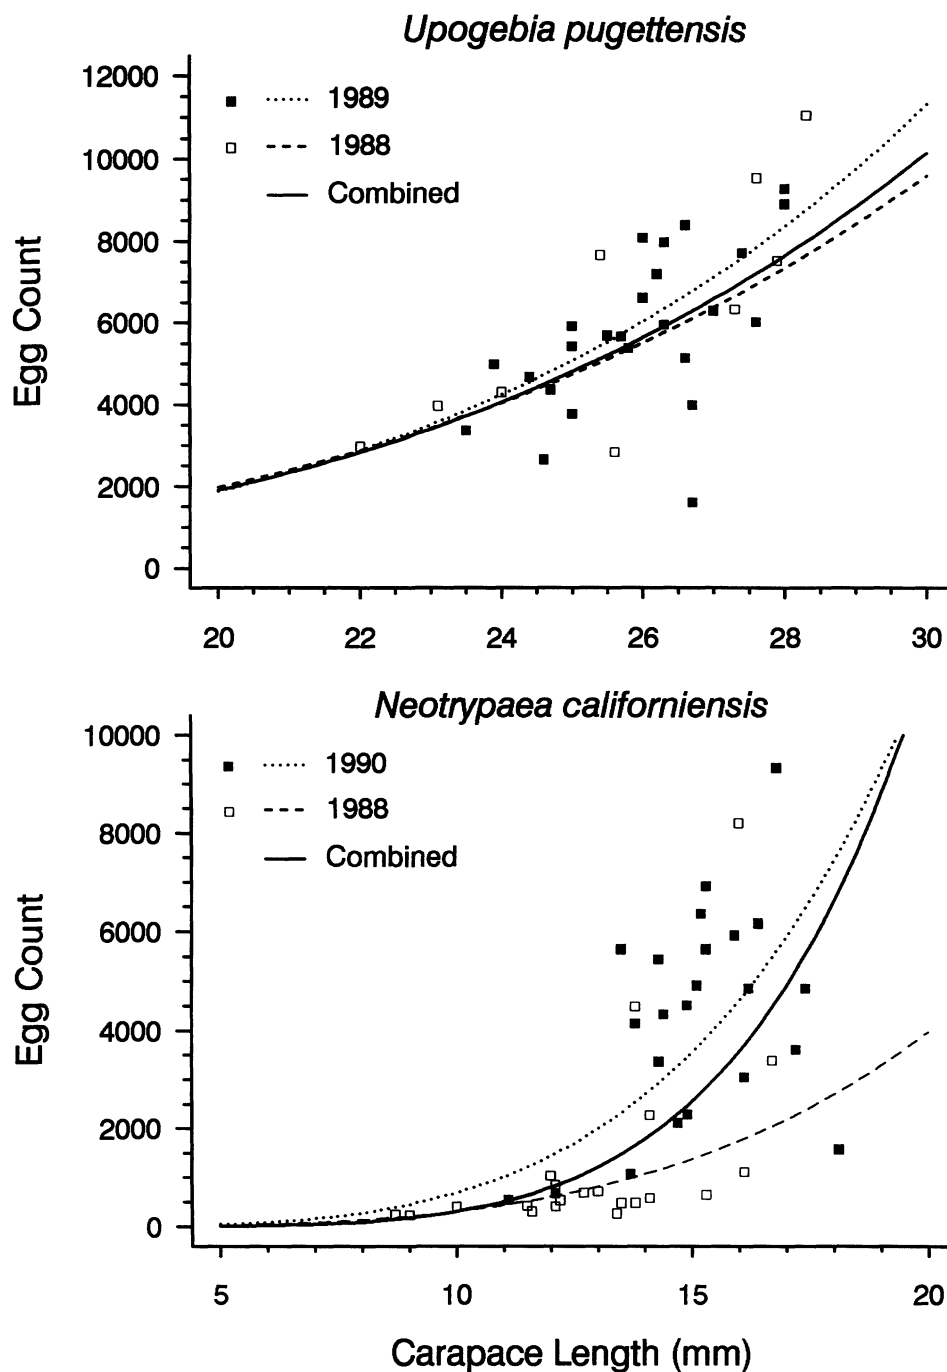 Upogebia pugettensis
12000
10000
8000
6000
4000
2000
0
Egg Count
1989
1988
Combined
20 22 24 26 28 30
Neotrypaea californiensis
10000
8000
6000
4000
2000
0
Egg Count
1990
1988
Combined
5 10 15 20
Carapace Length (mm)